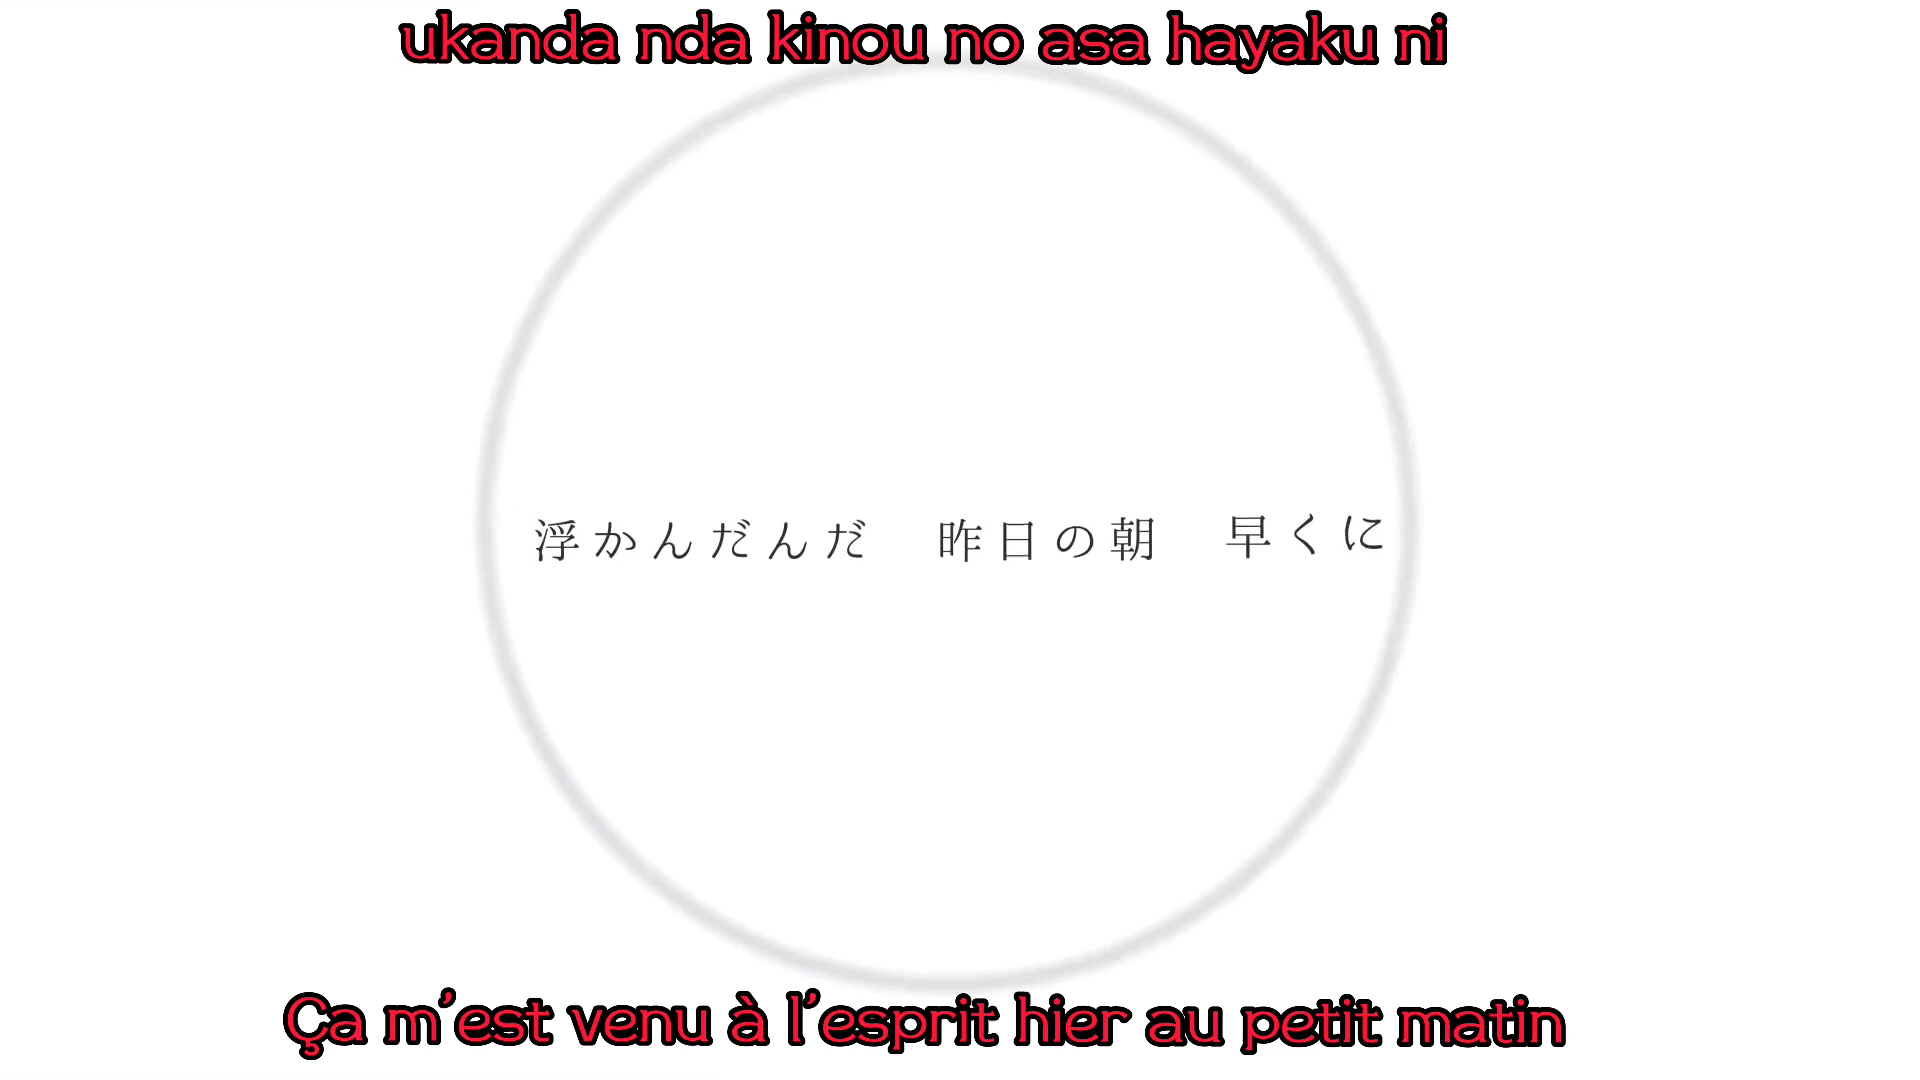 ukanda nda kinou no asa hayaku ni
浮かんだんだ　昨日の朝　早くに
Ça m'est venu à l'esprit hier au petit matin